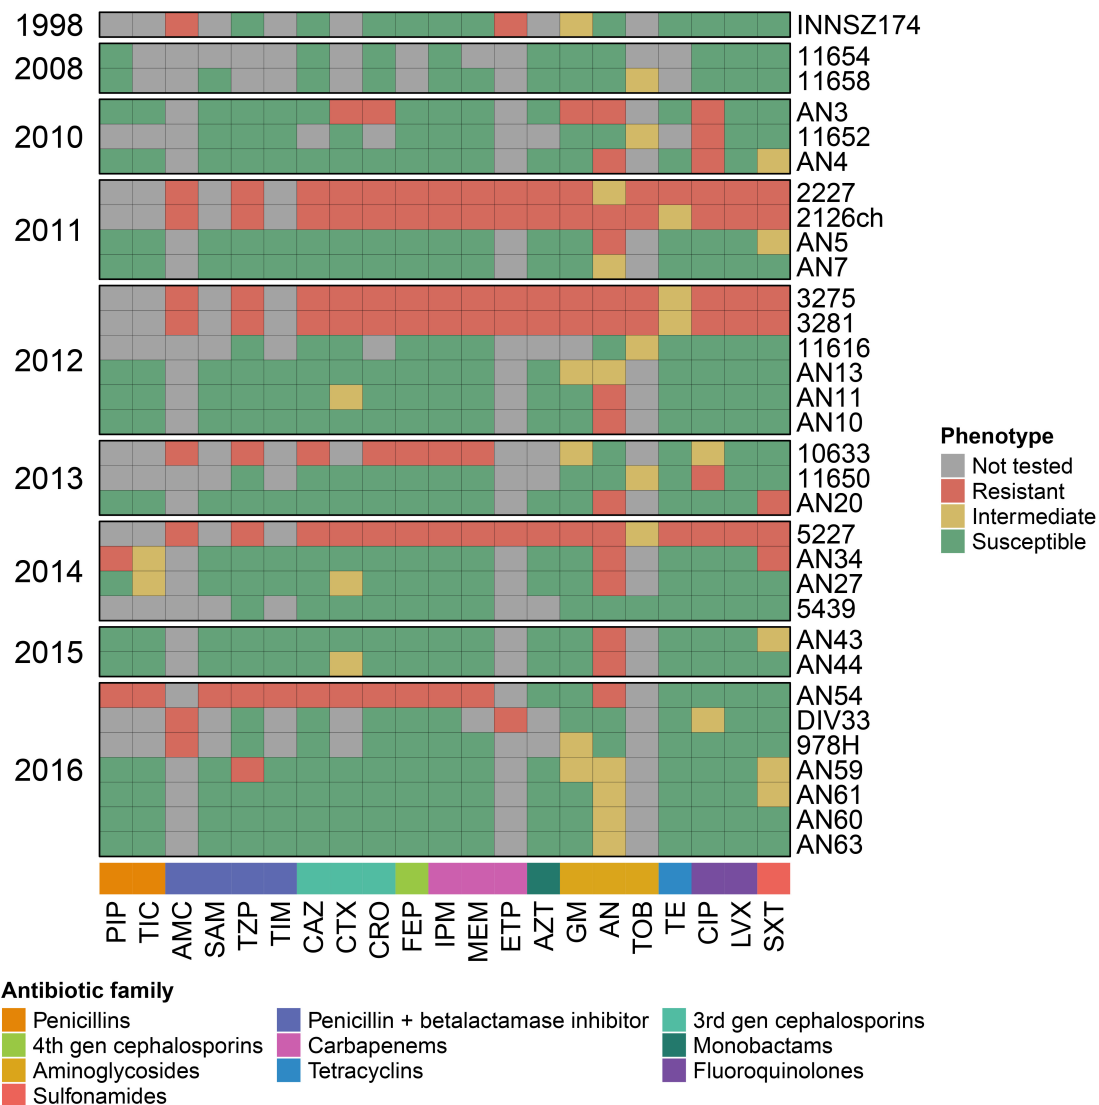 1998 INNSZ174
2008 11654
11658
2010 AN3
11652
AN4
2011 2227
2126ch
AN5
AN7
2012 3275
3281
11616
AN13
AN11
AN10
2013 10633
11650
AN20
2014 5227
AN34
AN27
5439
2015 AN43
AN44
2016 AN54
DIV33
978H
AN59
AN61
AN60
AN63
Phenotype
Not tested
Resistant
Intermediate
Susceptible
PIP TIC AMC SAM TZP TIM CAZ CTX CRO FEP IPM MEM ETP AZT GM AN TOB TE CIP LVX SXT
Antibiotic family
Penicillins Penicillin + betalactamase inhibitor 3rd gen cephalosporins
4th gen cephalosporins Carbapenems Monobactams
Aminoglycosides Tetracyclins Fluoroquinolones
Sulfonamides